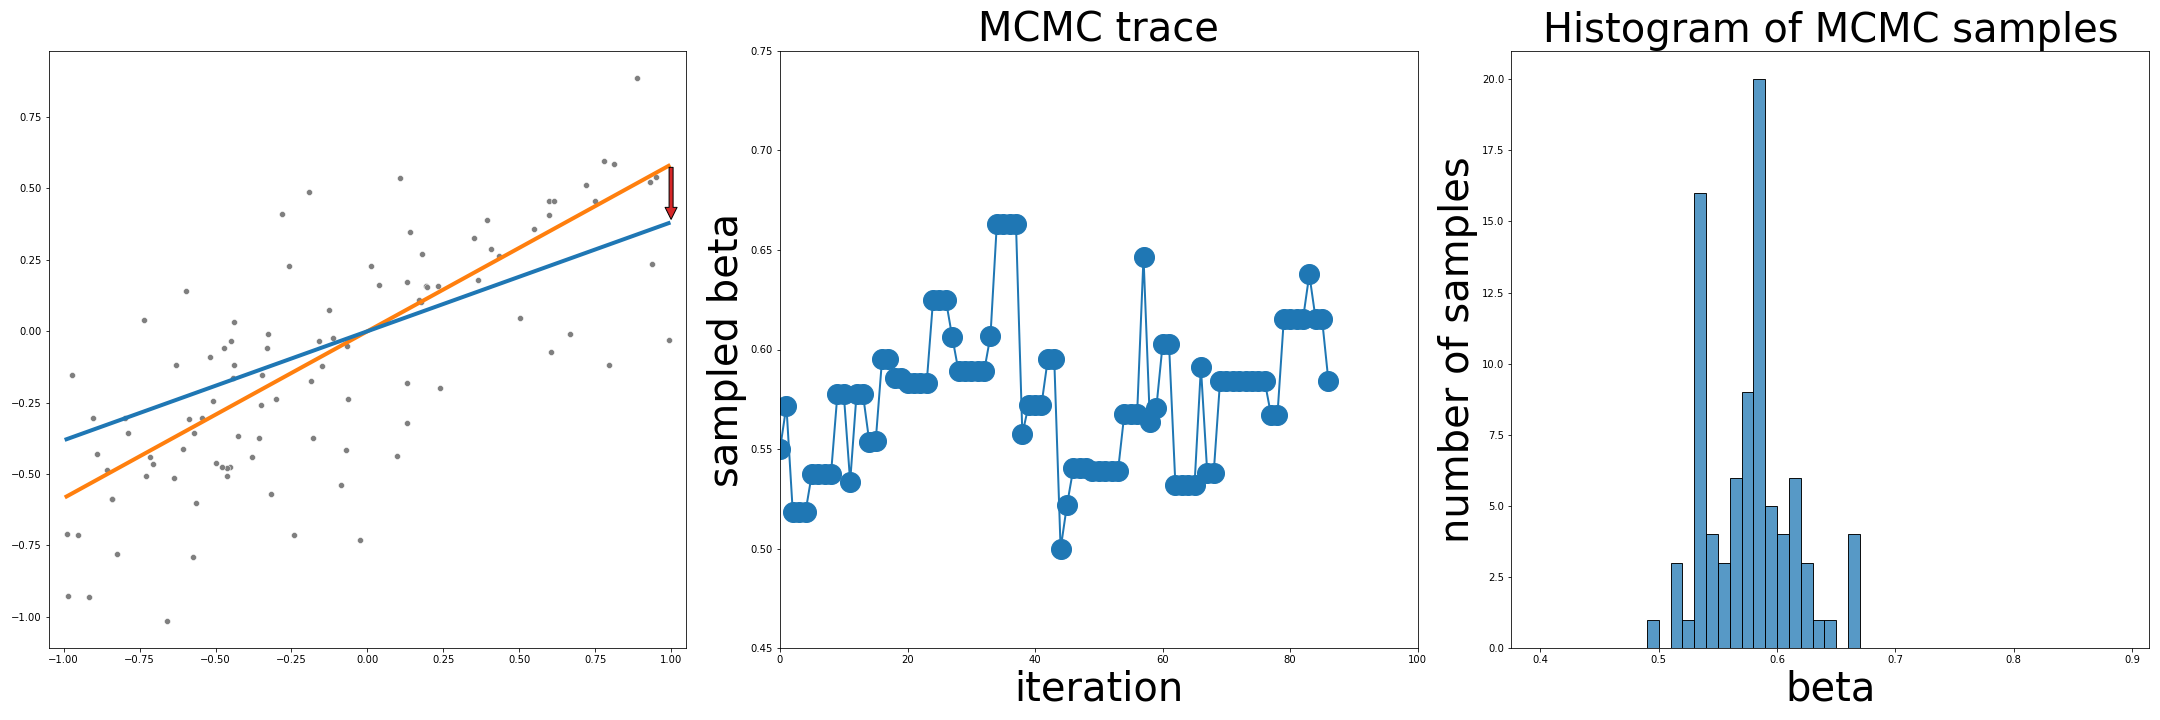 MCMC trace
Histogram of MCMC samples
0.75
0.50
0.25
0.00
−0.25
−0.50
−0.75
−1.00
−1.00 −0.75 −0.50 −0.25 0.00 0.25 0.50 0.75 1.00
sampled beta
0.75
0.70
0.65
0.60
0.55
0.50
0.45
0 20 40 60 80 100
iteration
number of samples
20.0
17.5
15.0
12.5
10.0
7.5
5.0
2.5
0.0
0.4 0.5 0.6 0.7 0.8 0.9
beta